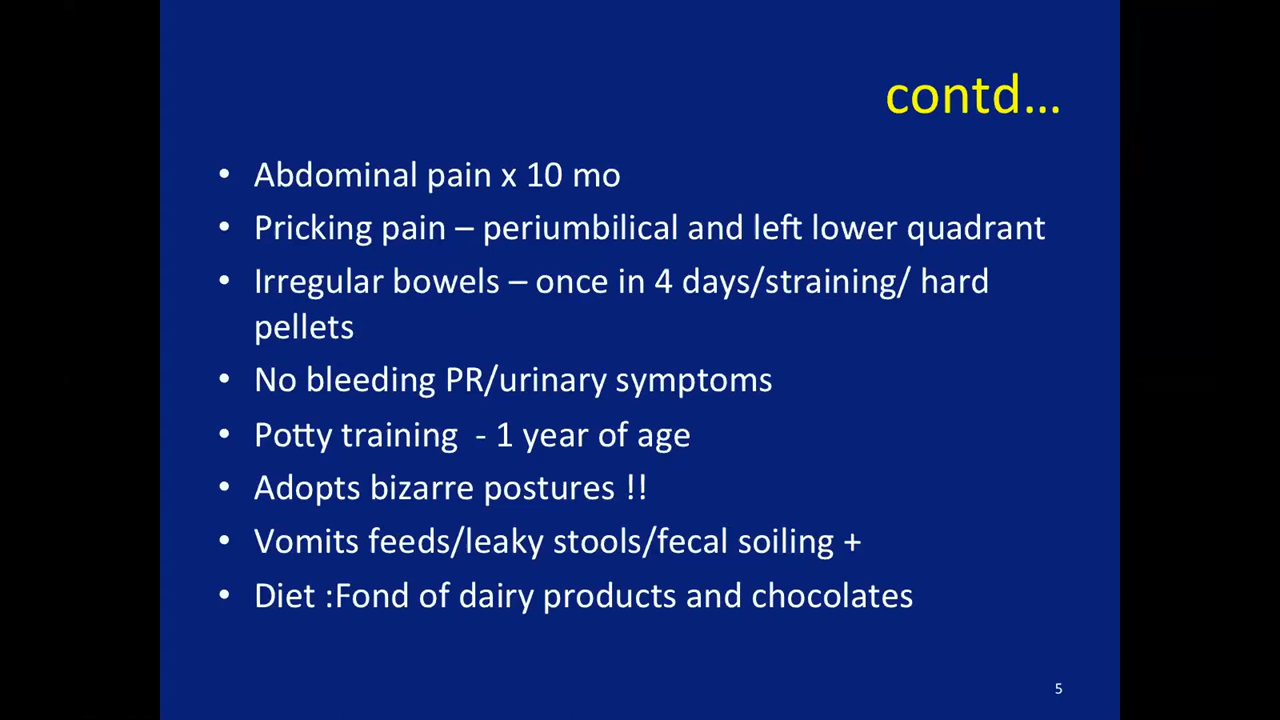 contd...
• Abdominal pain x 10 mo
• Pricking pain – periumbilical and left lower quadrant
• Irregular bowels – once in 4 days/straining/ hard
pellets
• No bleeding PR/urinary symptoms
• Potty training  - 1 year of age
• Adopts bizarre postures !!
• Vomits feeds/leaky stools/fecal soiling +
• Diet :Fond of dairy products and chocolates
5